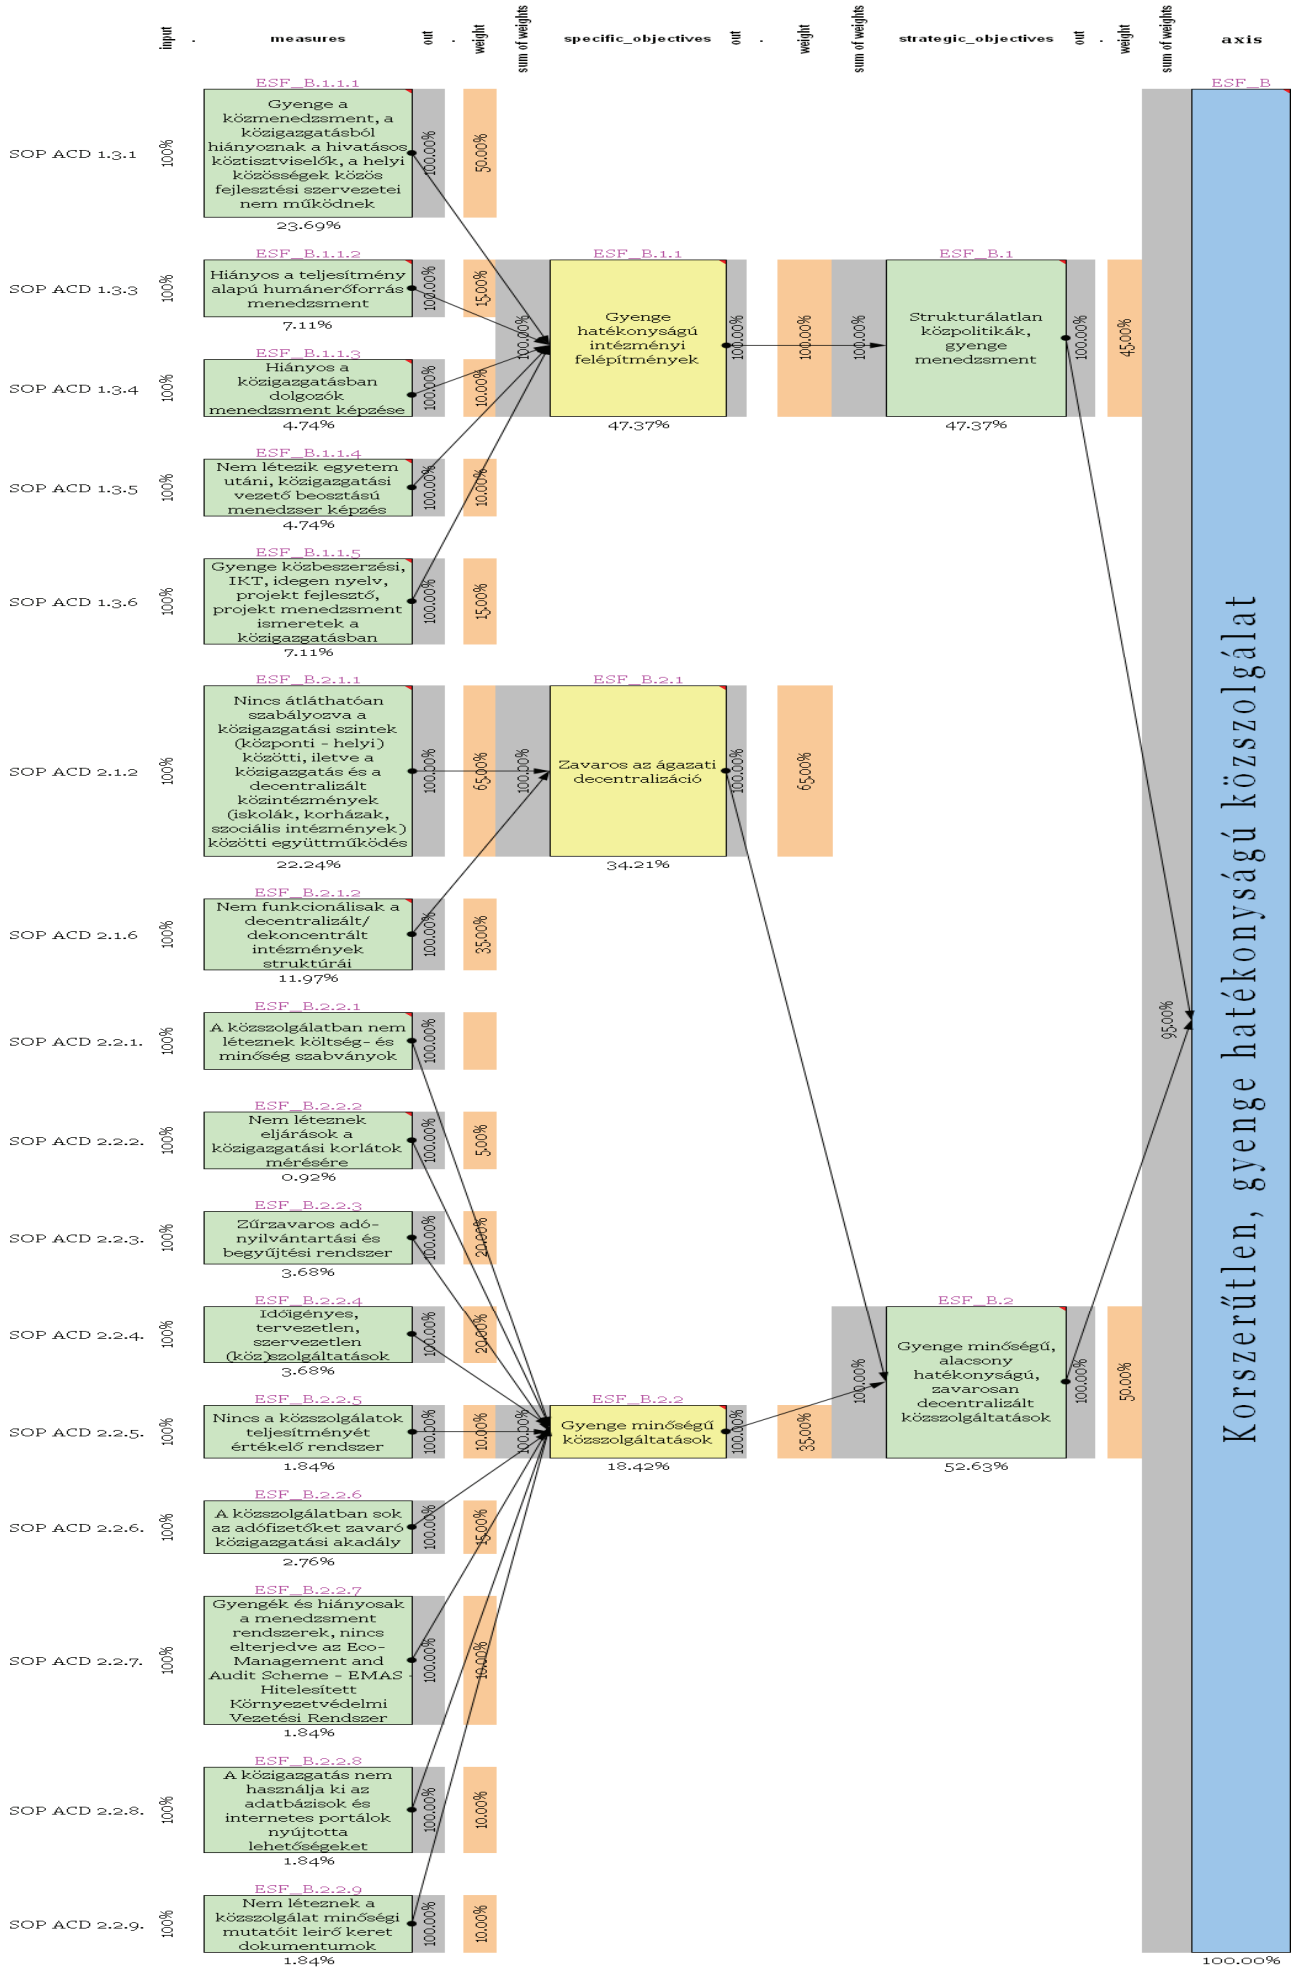 input
.
measures
out
.
weight
sum of weights
specific_objectives
out
.
weight
sum of weights
strategic_objectives
out
.
weight
sum of weights
axis
ESF_B.1.1.1
SOP ACD 1.3.1
100%
Gyenge a
közmenedzsment, a
közigazgatásból
hiányoznak a hivatásos
köztisztviselők, a helyi
közösségek közös
fejlesztési szervezetei
nem működnek
100.00%
50.00%
23.69%
ESF_B.1.1.2
SOP ACD 1.3.3
100%
Hiányos a teljesítmény
alapú humánerőforrás
menedzsment
100.00%
15.00%
7.11%
ESF_B.1.1.3
SOP ACD 1.3.4
100%
Hiányos a
közigazgatásban
dolgozók
menedzsment képzése
100.00%
10.00%
4.74%
100.00%
ESF_B.1.1
Gyenge
hatékonyságú
intézményi
felépítmények
100.00%
100.00%
47.37%
100.00%
ESF_B.1
Strukturálatlan
közpolitikák,
gyenge
menedzsment
100.00%
45.00%
47.37%
ESF_B.1.1.4
SOP ACD 1.3.5
100%
Nem létezik egyetem
utáni, közigazgatási
vezető beosztású
menedzser képzés
100.00%
10.00%
4.74%
ESF_B.1.1.5
SOP ACD 1.3.6
100%
Gyenge közbeszerzési,
IKT, idegen nyelv,
projekt fejlesztő,
projekt menedzsment
ismeretek a
közigazgatásban
100.00%
15.00%
7.11%
ESF_B.2.1.1
SOP ACD 2.1.2
100%
Nincs átláthatóan
szabályozva a
közigazgatási szintek
(központi - helyi)
közötti, iletve a
közigazgatás és a
decentralizált
közintézmények
(iskolák, korházak,
szociális intézmények)
közötti együttműködés
100.00%
65.00%
22.24%
100.00%
ESF_B.2.1
Zavaros az ágazati
decentralizáció
100.00%
65.00%
34.21%
ESF_B.2.1.2
SOP ACD 2.1.6
100%
Nem funkcionálisak a
decentralizált/
dekoncentrált
intézmények
struktúrái
100.00%
35.00%
11.97%
ESF_B.2.2.1
SOP ACD 2.2.1.
100%
A közszolgálatban nem
léteznek költség- és
minőség szabványok
100.00%
ESF_B.2.2.2
SOP ACD 2.2.2.
100%
Nem léteznek
eljárások a
közigazgatási korlátok
mérésére
100.00%
5.00%
0.92%
ESF_B.2.2.3
SOP ACD 2.2.3.
100%
Zűrzavaros adó-
nyilvántartási és
begyűjtési rendszer
100.00%
20.00%
3.68%
ESF_B.2.2.4
SOP ACD 2.2.4.
100%
Időigényes,
tervezetlen,
szervezetlen
(köz)szolgáltatások
100.00%
20.00%
3.68%
ESF_B.2.2.5
SOP ACD 2.2.5.
100%
Nincs a közszolgálatok
teljesítményét
értékelő rendszer
100.00%
10.00%
1.84%
100.00%
ESF_B.2.2
Gyenge minőségű
közszolgáltatások
100.00%
35.00%
18.42%
100.00%
ESF_B.2
Gyenge minőségű,
alacsony
hatékonyságú,
zavarosan
decentralizált
közszolgáltatások
100.00%
50.00%
52.63%
ESF_B.2.2.6
SOP ACD 2.2.6.
100%
A közszolgálatban sok
az adófizetőket zavaró
közigazgatási akadály
100.00%
15.00%
2.76%
ESF_B.2.2.7
SOP ACD 2.2.7.
100%
Gyengék és hiányosak
a menedzsment
rendszerek, nincs
elterjedve az Eco-
Management and
Audit Scheme - EMAS -
Hitelesített
Környezetvédelmi
Vezetési Rendszer
100.00%
10.00%
1.84%
ESF_B.2.2.8
SOP ACD 2.2.8.
100%
A közigazgatás nem
használja ki az
adatbázisok és
internetes portálok
nyújtotta
lehetőségeket
100.00%
10.00%
1.84%
ESF_B.2.2.9
SOP ACD 2.2.9.
100%
Nem léteznek a
közszolgálat minőségi
mutatóit leíró keret
dokumentumok
100.00%
10.00%
1.84%
95.00%
ESF_B
Korszerűtlen, gyenge hatékonyságú közszolgálat
100.00%